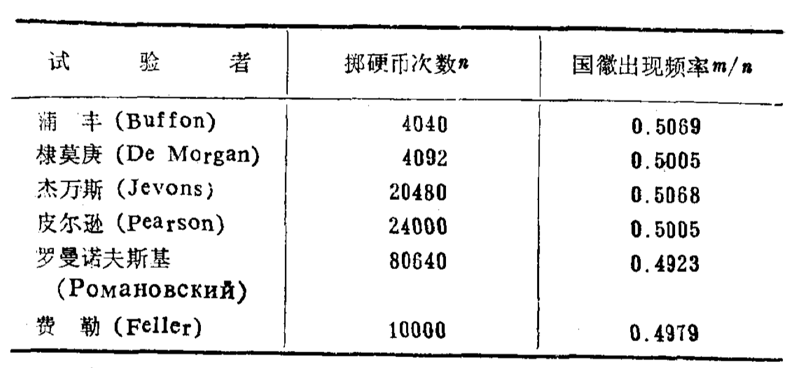 试 验 者 掷硬币次数n 国徽出现频率m/n
浦 丰 (Buffon) 4040 0.5069
棣莫庚 (De Morgan) 4092 0.5005
杰万斯 (Jevons) 20480 0.5068
皮尔逊 (Pearson) 24000 0.5005
罗曼诺夫斯基 80640 0.4923
(Романовский)
费 勒 (Feller) 10000 0.4979